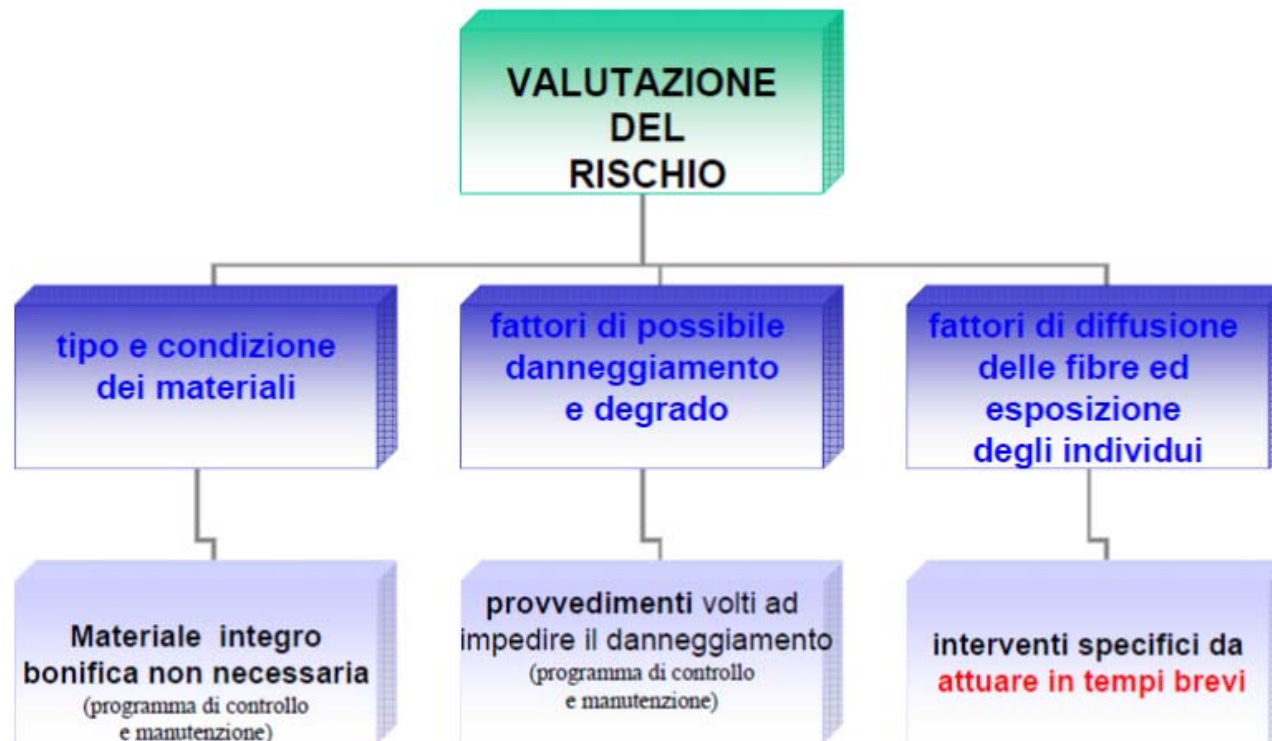 VALUTAZIONE
DEL
RISCHIO
tipo e condizione
dei materiali
fattori di possibile
danneggiamento
e degrado
fattori di diffusione
delle fibre ed
esposizione
degli individui
Materiale integro
bonifica non necessaria
(programma di controllo
e manutenzione)
provvedimenti volti ad
impedire il danneggiamento
(programma di controllo
e manutenzione)
interventi specifici da
attuare in tempi brevi